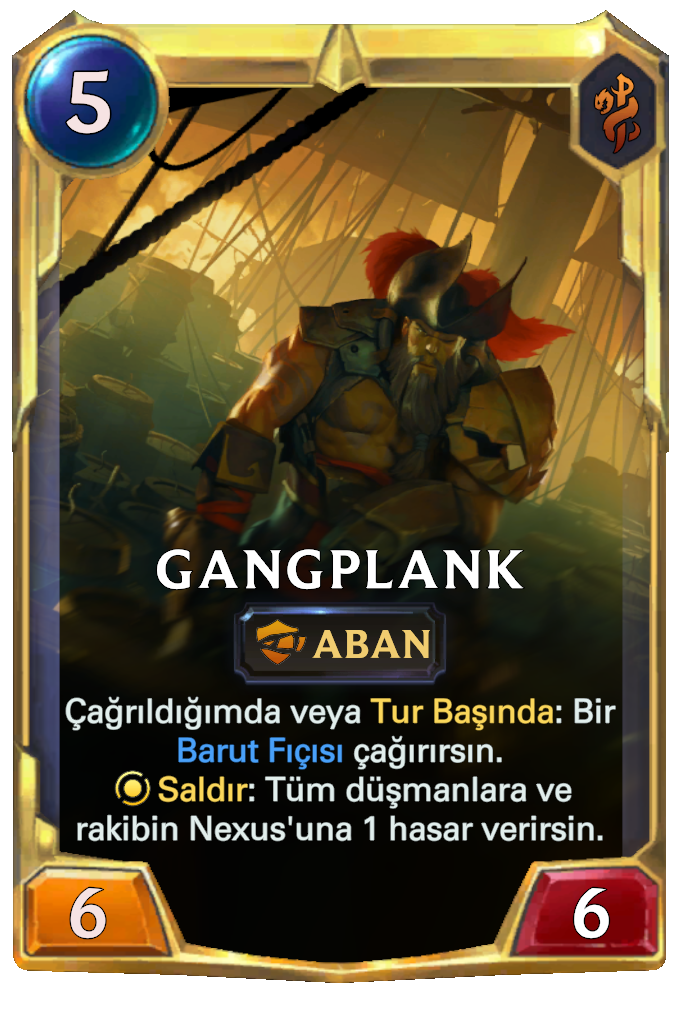 5
GANGPLANK
ABAN
Çağrıldığımda veya Tur Başında: Bir
Barut Fıçısı çağırırsın.
Saldır: Tüm düşmanlara ve
rakibin Nexus'una 1 hasar verirsin.
6
6